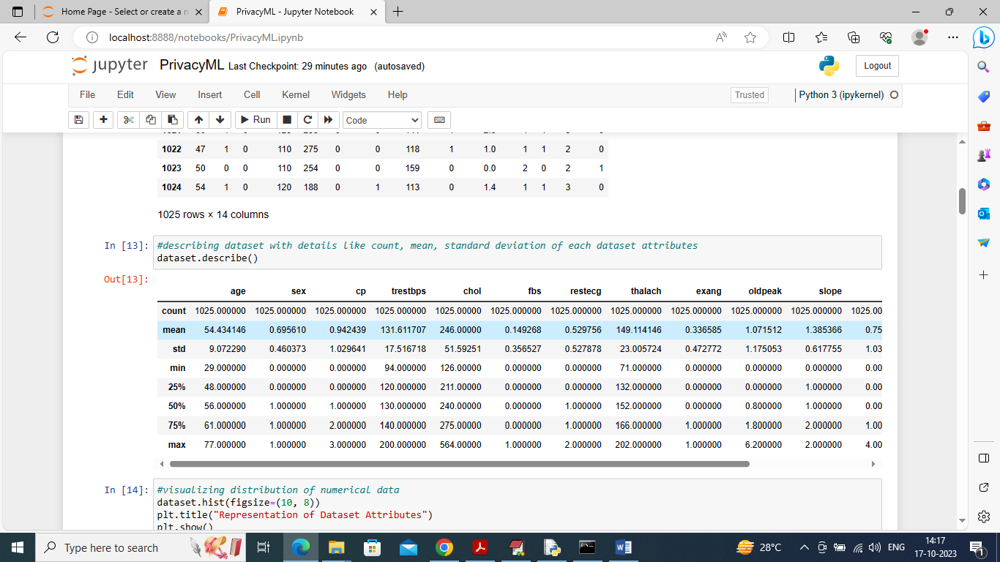 Home Page - Select or create a n
PrivacyML - Jupyter Notebook
localhost:8888/notebooks/PrivacyML.ipynb
jupyter PrivacyML Last Checkpoint: 29 minutes ago (autosaved)
Logout
File Edit View Insert Cell Kernel Widgets Help
Trusted Python 3 (ipykernel)
Run Code
1022 47 1 0 110 275 0 0 118 1 1.0 1 1 2 0
1023 50 0 0 110 254 0 0 159 0 0.0 2 0 2 1
1024 54 1 0 120 188 0 1 113 0 1.4 1 1 3 0
1025 rows × 14 columns
In [13]: #describing dataset with details like count, mean, standard deviation of each dataset attributes
dataset.describe()
Out[13]:
age sex cp trestbps chol fbs restecg thalach exang oldpeak slope
count 1025.000000 1025.000000 1025.000000 1025.000000 1025.00000 1025.000000 1025.000000 1025.000000 1025.000000 1025.000000 1025.000000 1025.00
mean 54.434146 0.695610 0.942439 131.611707 246.00000 0.149268 0.529756 149.114146 0.336585 1.071512 1.385366 0.75
std 9.072290 0.460373 1.029641 17.516718 51.59251 0.356527 0.527878 23.005724 0.472772 1.175053 0.617755 1.03
min 29.000000 0.000000 0.000000 94.000000 126.00000 0.000000 0.000000 71.000000 0.000000 0.000000 0.000000 0.00
25% 48.000000 0.000000 0.000000 120.000000 211.00000 0.000000 0.000000 132.000000 0.000000 0.000000 1.000000 0.00
50% 56.000000 1.000000 1.000000 130.000000 240.00000 0.000000 1.000000 152.000000 0.000000 0.800000 1.000000 0.00
75% 61.000000 1.000000 2.000000 140.000000 275.00000 0.000000 1.000000 166.000000 1.000000 1.800000 2.000000 1.00
max 77.000000 1.000000 3.000000 200.000000 564.00000 1.000000 2.000000 202.000000 1.000000 6.200000 2.000000 4.00
In [14]: #visualizing distribution of numerical data
dataset.hist(figsize=(10, 8))
plt.title("Representation of Dataset Attributes")
plt.show()
Type here to search
28°C
ENG
14:17
17-10-2023
1